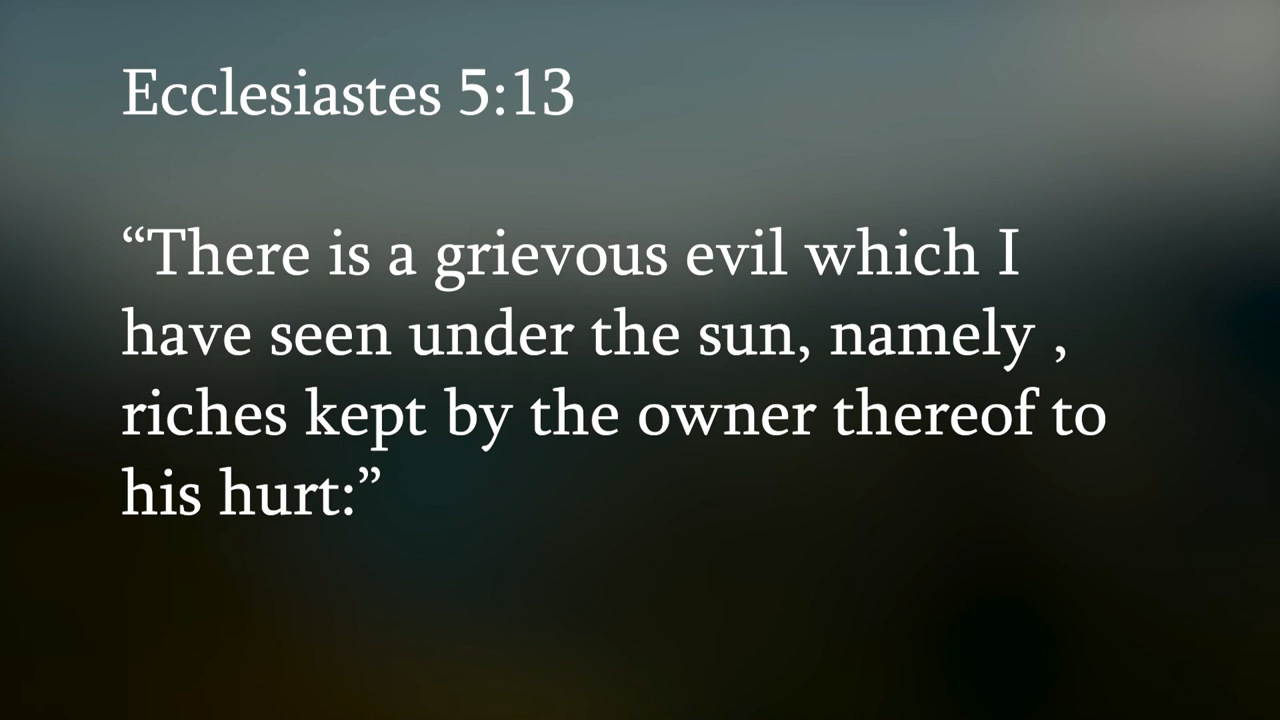 Ecclesiastes 5:13
“There is a grievous evil which I
have seen under the sun, namely ,
riches kept by the owner thereof to
his hurt:”